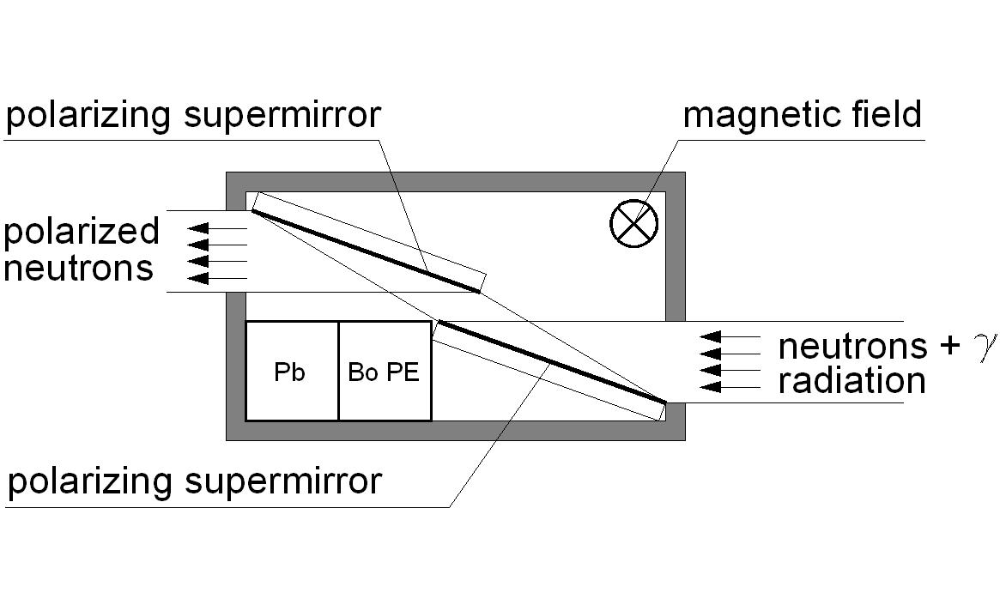 polarizing supermirror
magnetic field
polarized
neutrons
neutrons + γ
radiation
Pb
Bo PE
polarizing supermirror